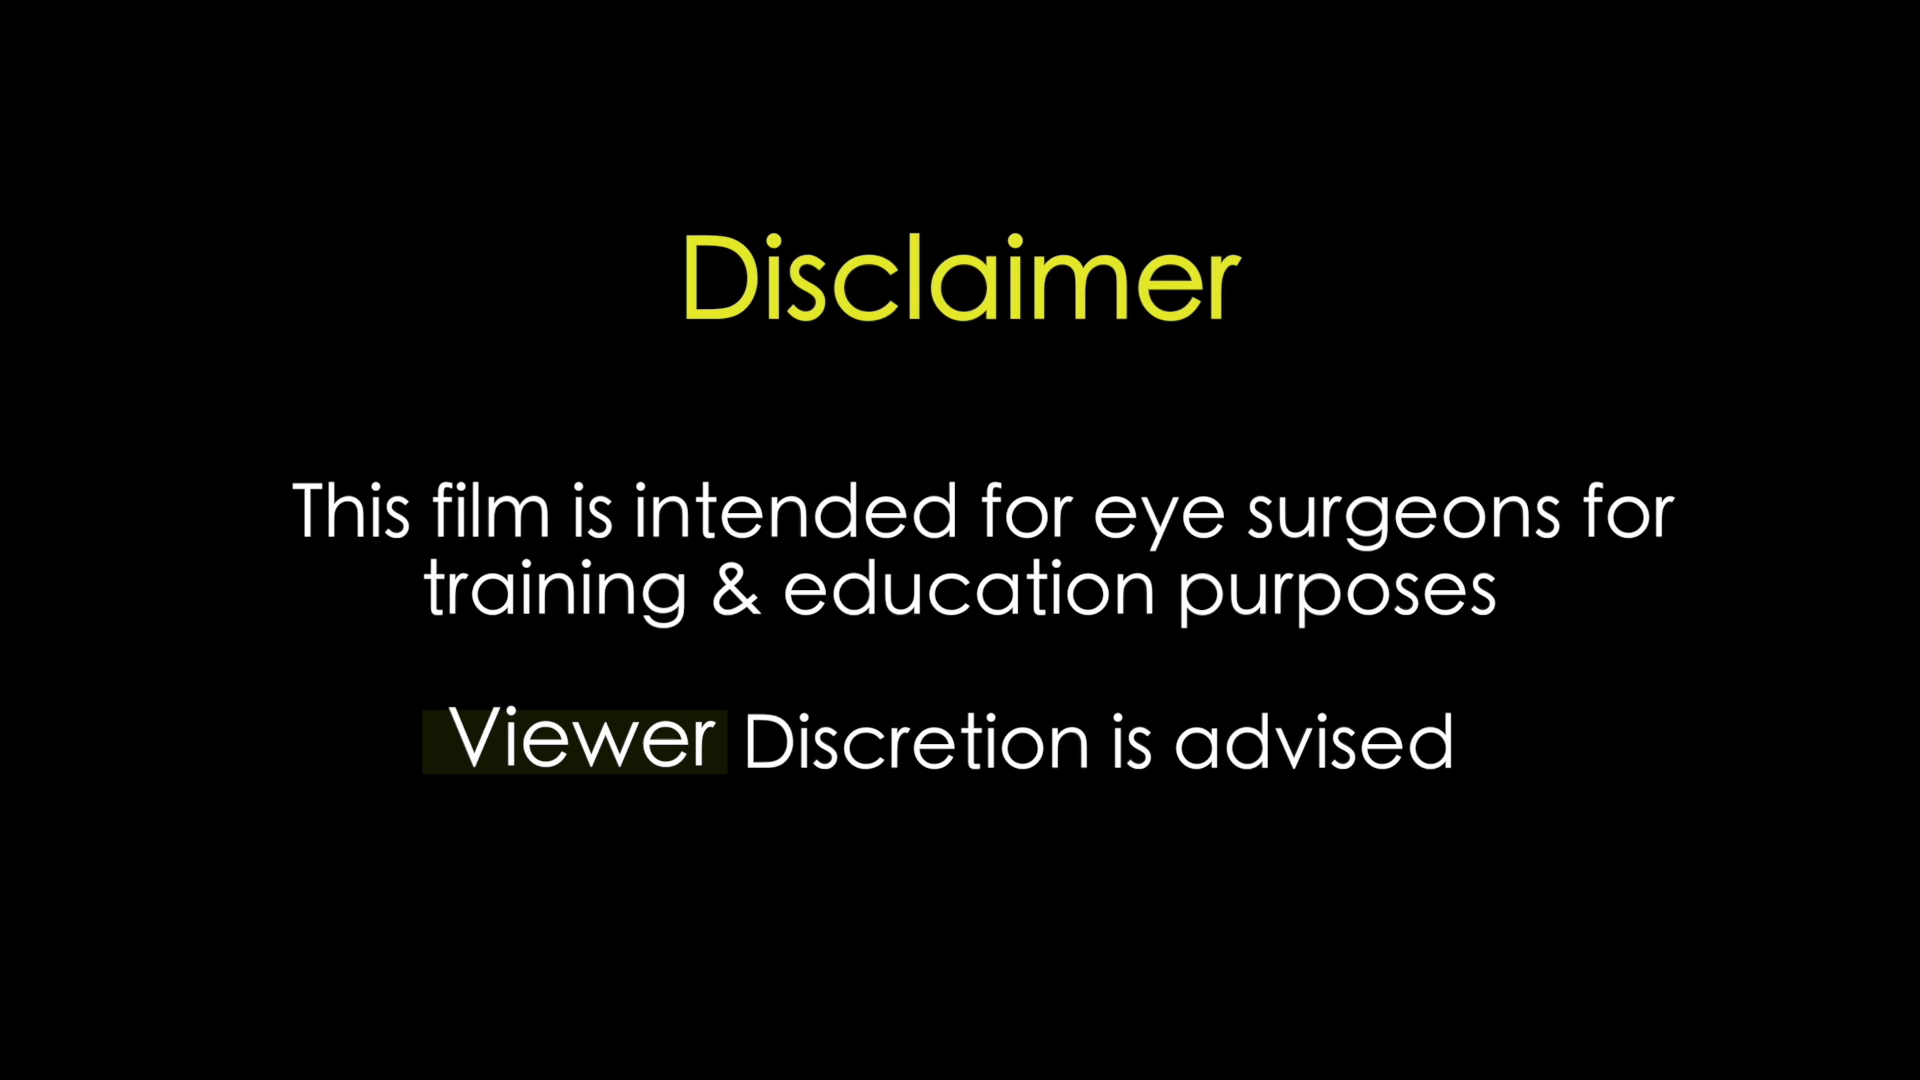 Disclaimer
This film is intended for eye surgeons for
training & education purposes
Viewer Discretion is advised